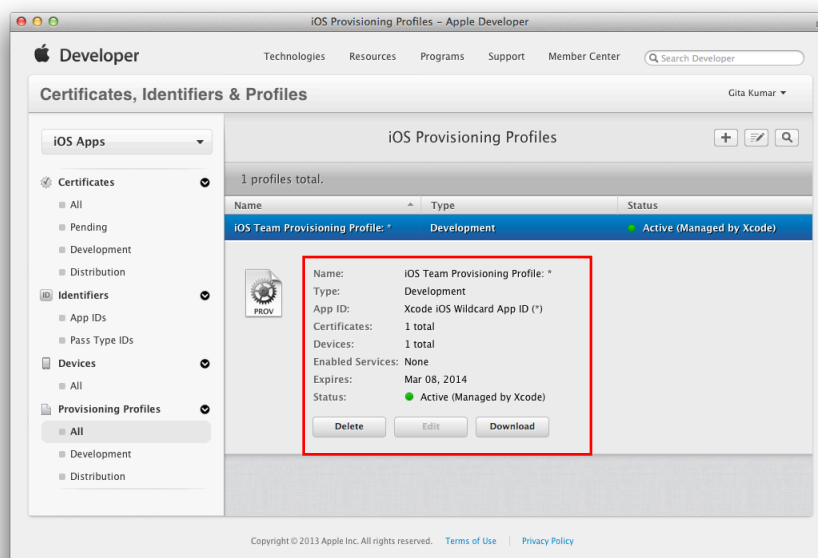 iOS Provisioning Profiles – Apple Developer
Developer
Technologies Resources Programs Support Member Center Search Developer
Certificates, Identifiers & Profiles
Gita Kumar
iOS Apps
Certificates
All
Pending
Development
Distribution
ID Identifiers
App IDs
Pass Type IDs
Devices
All
Provisioning Profiles
All
Development
Distribution
iOS Provisioning Profiles
1 profiles total.
Name Type Status
iOS Team Provisioning Profile: * Development Active (Managed by Xcode)
PROV
Name: iOS Team Provisioning Profile: *
Type: Development
App ID: Xcode iOS Wildcard App ID (*)
Certificates: 1 total
Devices: 1 total
Enabled Services: None
Expires: Mar 08, 2014
Status: Active (Managed by Xcode)
Delete Edit Download
Copyright © 2013 Apple Inc. All rights reserved. Terms of Use | Privacy Policy